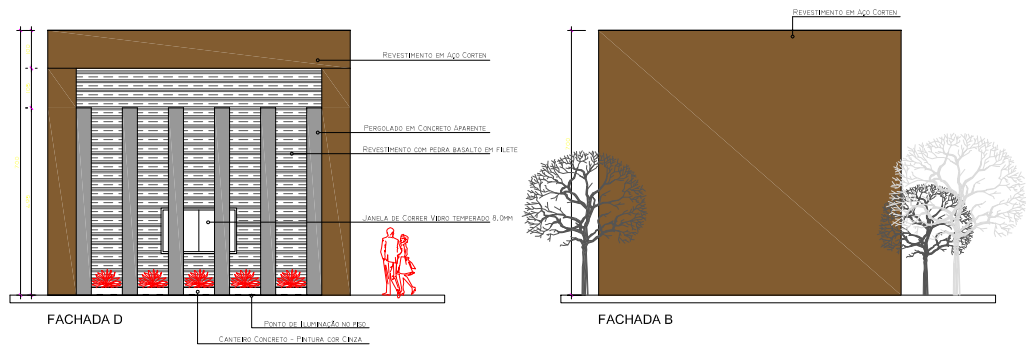 Revestimento em Aço Corten
Revestimento em Aço Corten
Pergolado em Concreto Aparente
Revestimento com pedra basalto em filete
Janela de Correr Vidro temperado 8,0mm
FACHADA D
FACHADA B
Ponto de Iluminação no piso
Canteiro Concreto - Pintura cor Cinza